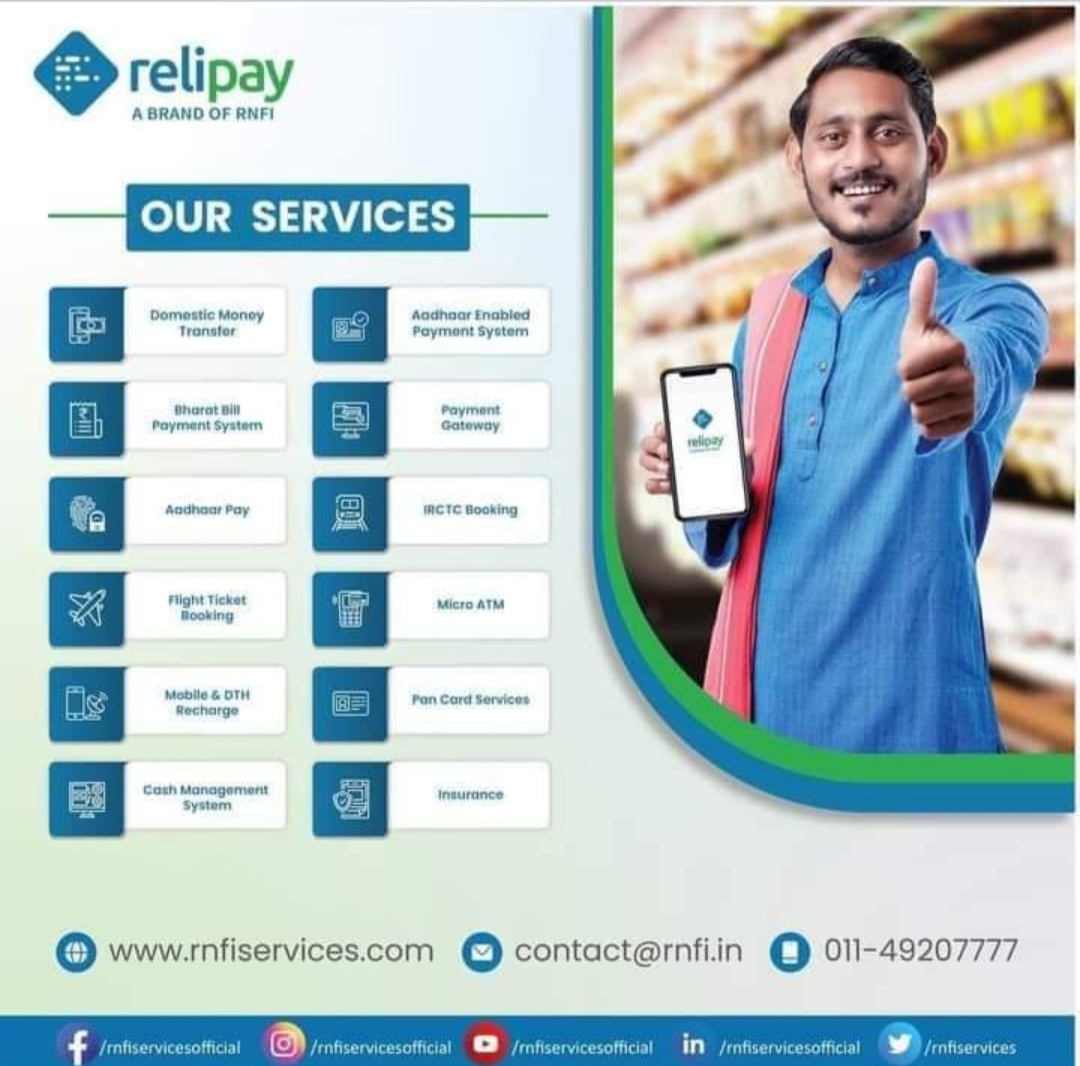 relipay
A BRAND OF RNFI
OUR SERVICES
Domestic Money
Transfer
Aadhaar Enabled
Payment System
Bharat Bill
Payment System
Payment
Gateway
Aadhaar Pay
IRCTC Booking
Flight Ticket
Booking
Micro ATM
Mobile & DTH
Recharge
Pan Card Services
Cash Management
System
Insurance
relipay
www.rnfiservices.com
contact@rnfi.in
011-49207777
/rnfiservicesofficial
/rnfiservicesofficial
/rnfiservicesofficial
/rnfiservicesofficial
/rnfiservices